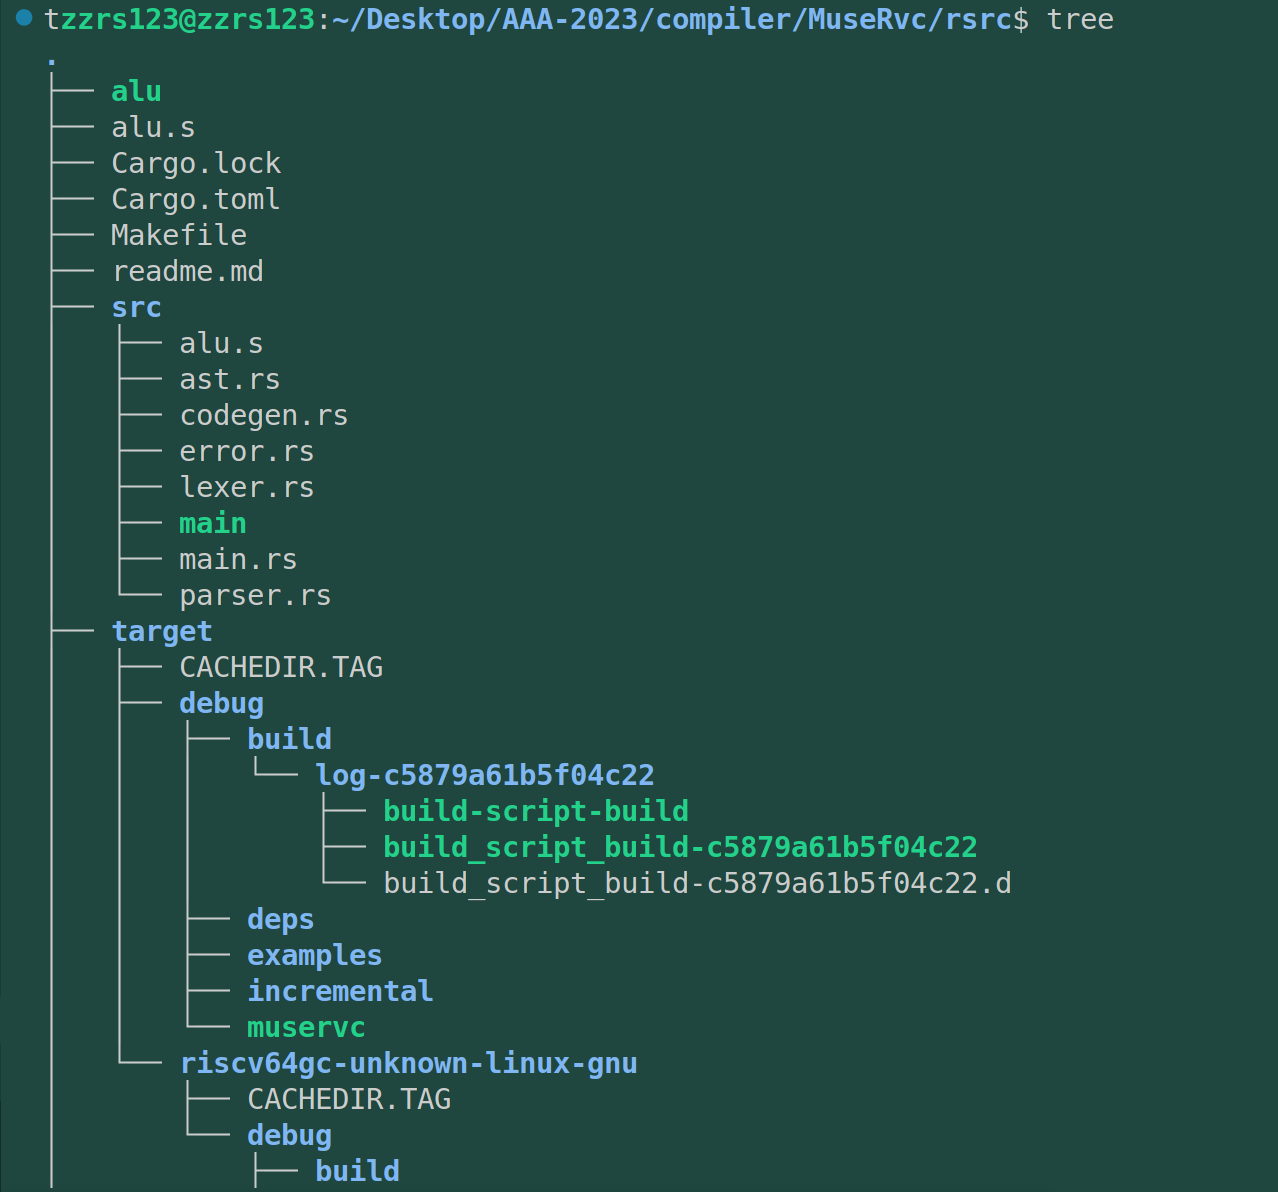 tzzrs123@zzrs123:~/Desktop/AAA-2023/compiler/MuseRvc/rsrc$ tree
.
├── alu
├── alu.s
├── Cargo.lock
├── Cargo.toml
├── Makefile
├── readme.md
├── src
│   ├── alu.s
│   ├── ast.rs
│   ├── codegen.rs
│   ├── error.rs
│   ├── lexer.rs
│   ├── main
│   ├── main.rs
│   └── parser.rs
├── target
│   ├── CACHEDIR.TAG
│   ├── debug
│   │   ├── build
│   │   │   └── log-c5879a61b5f04c22
│   │   │       ├── build-script-build
│   │   │       ├── build_script_build-c5879a61b5f04c22
│   │   │       └── build_script_build-c5879a61b5f04c22.d
│   │   ├── deps
│   │   ├── examples
│   │   ├── incremental
│   │   └── muservc
│   └── riscv64gc-unknown-linux-gnu
│       ├── CACHEDIR.TAG
│       └── debug
│           ├── build